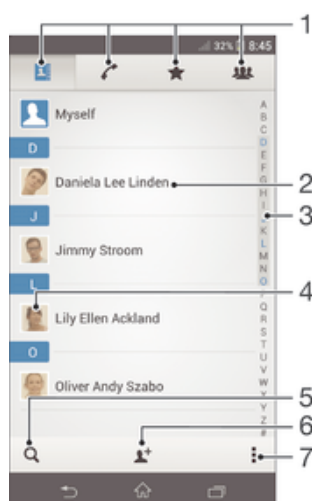 1
32% 8:45
Myself
A
B
C
D
D
E
F
Daniela Lee Linden
2
G
H
I
3
J
K
Jimmy Stroom
L
M
N
L
O
4
Lily Ellen Ackland
Q
R
S
T
O
U
V
W
Oliver Andy Szabo
Y
Z
#
5
6
7